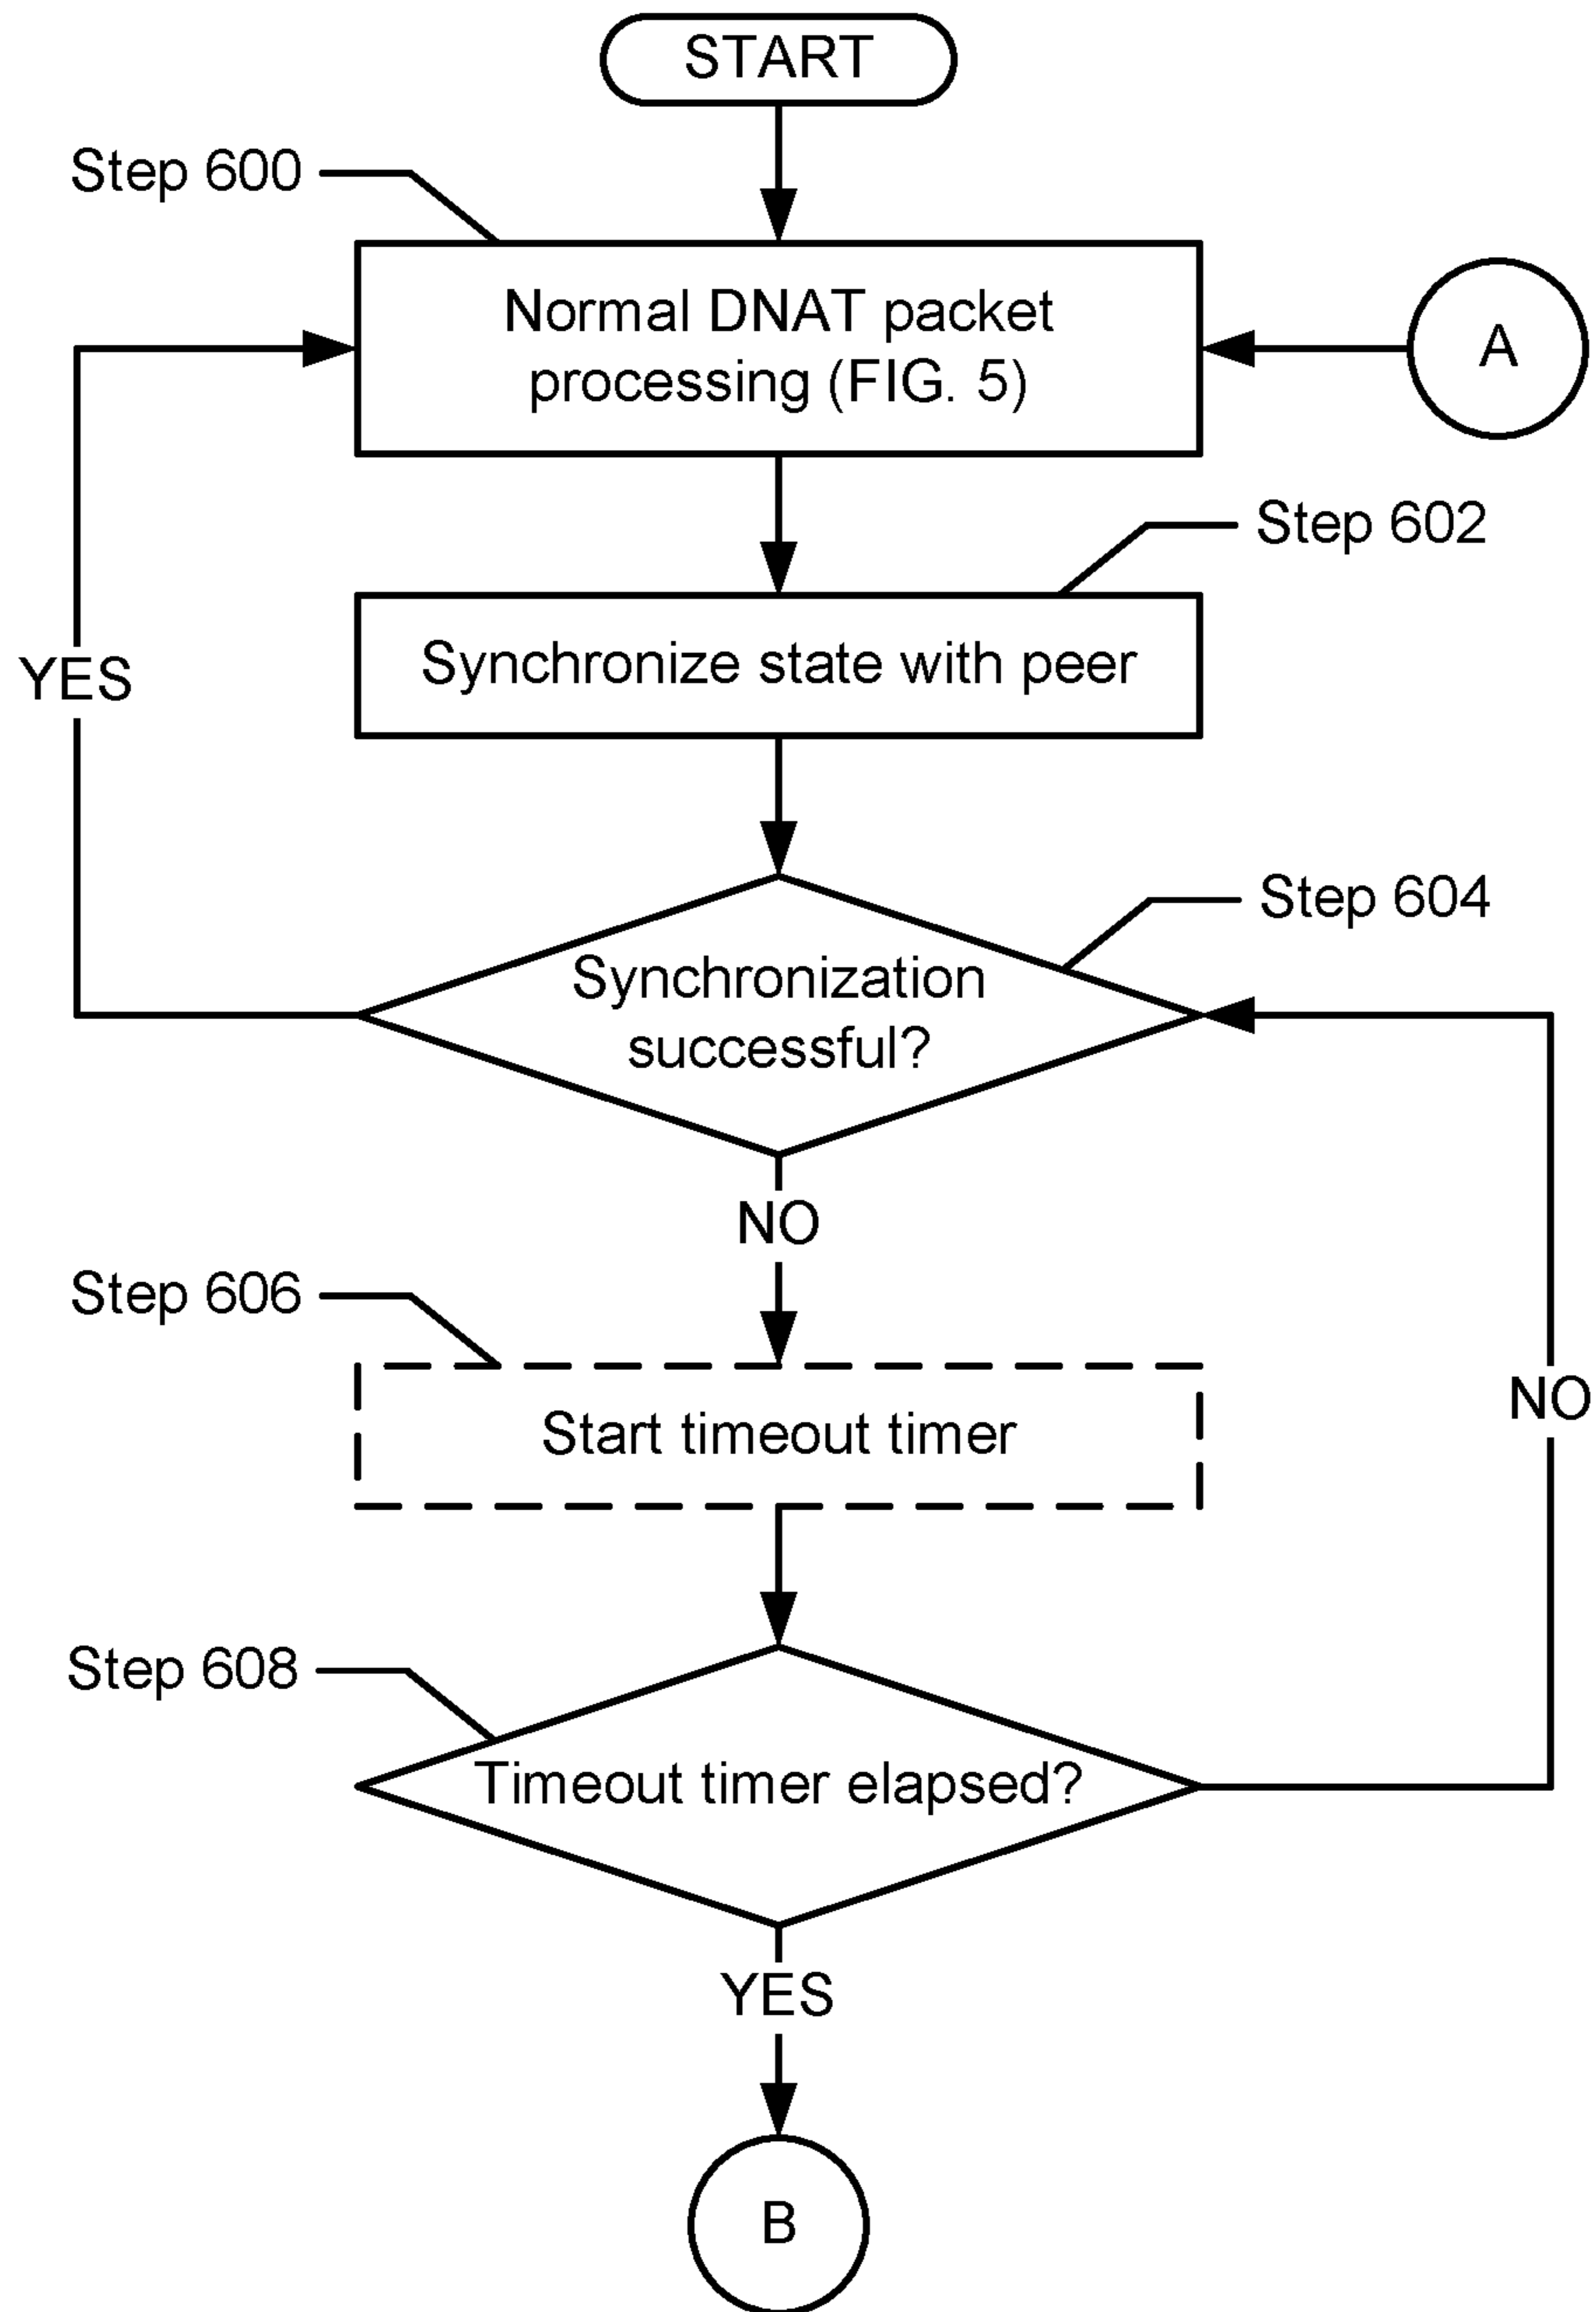 START
Step 600
Normal DNAT packet
processing (FIG. 5)
A
Step 602
Synchronize state with peer
YES
Step 604
Synchronization
successful?
NO
Step 606
Start timeout timer
NO
Step 608
Timeout timer elapsed?
YES
B